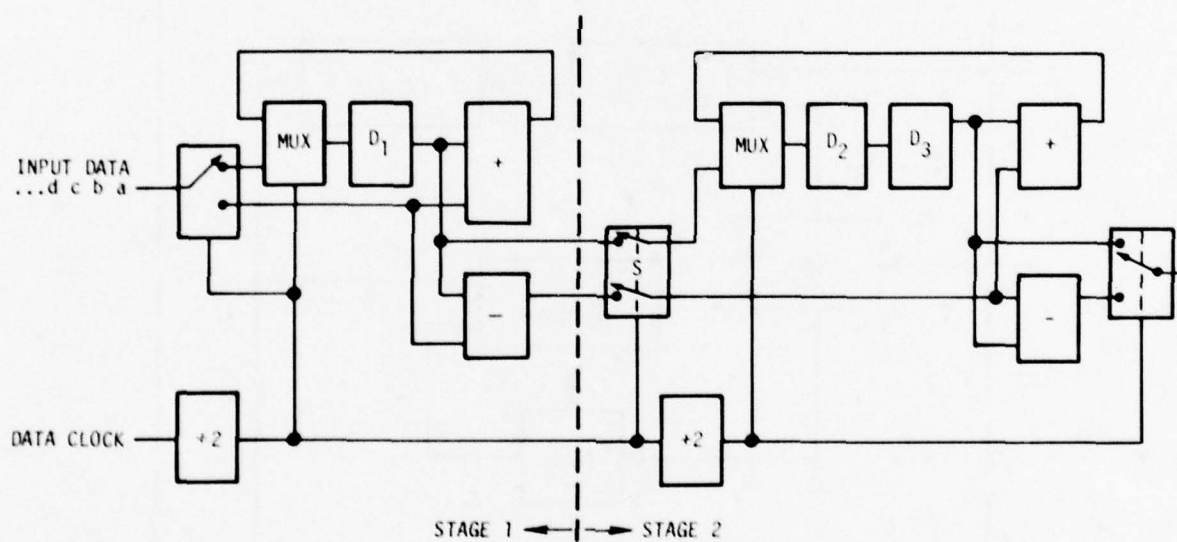 MUX
D1
+
MUX
D2
D3
+
INPUT DATA
...d c b a
S
-
-
DATA CLOCK
+2
+2
STAGE 1
STAGE 2